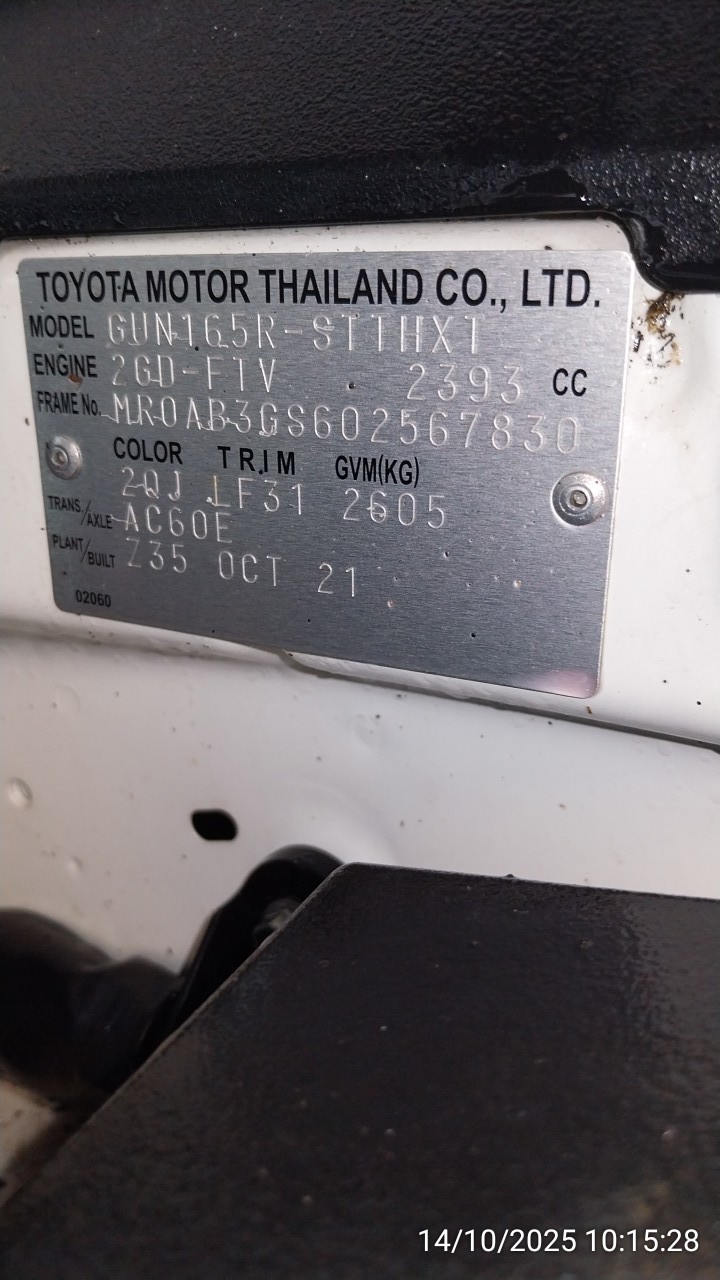 TOYOTA MOTOR THAILAND CO., LTD.
MODEL GUN165R-STTHXT
ENGINE 2GD-FTV 2393 CC
FRAME No. MR0AB3GS602567830
COLOR TRIM GVM(KG)
2QJ LF31 2605
TRANS./AXLE AC60E
PLANT/BUILT Z35 OCT 21
02060
14/10/2025 10:15:28